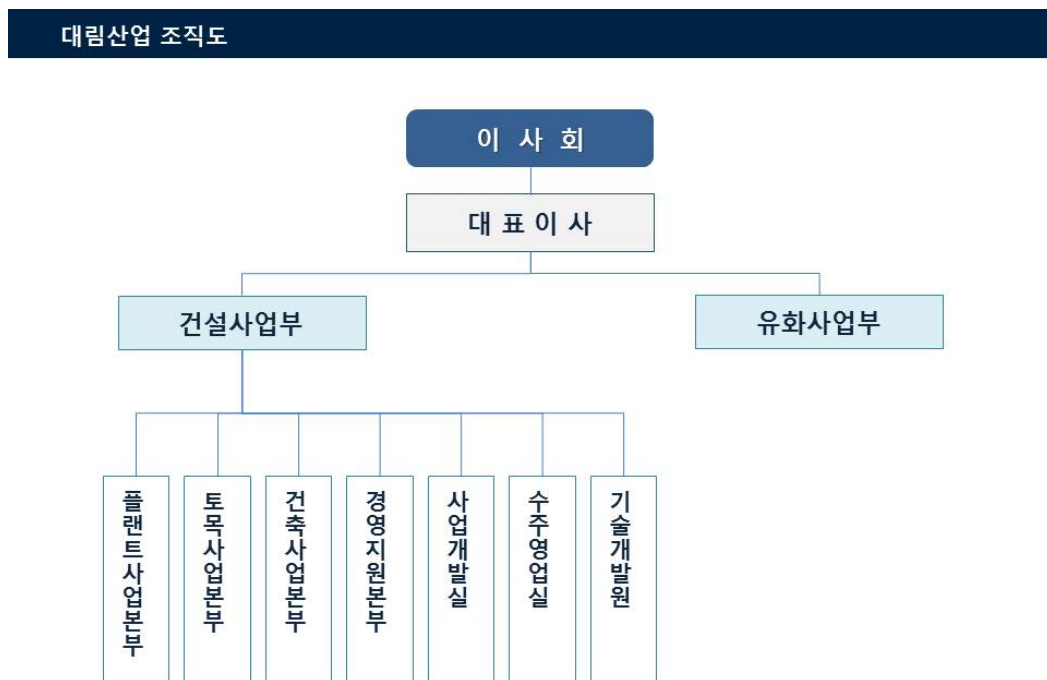 대림산업 조직도
이 사 회
대 표 이 사
건설사업부
유화사업부
플랜트사업본부
토목사업본부
건축사업본부
경영지원본부
사업개발실
수주영업실
기술개발원